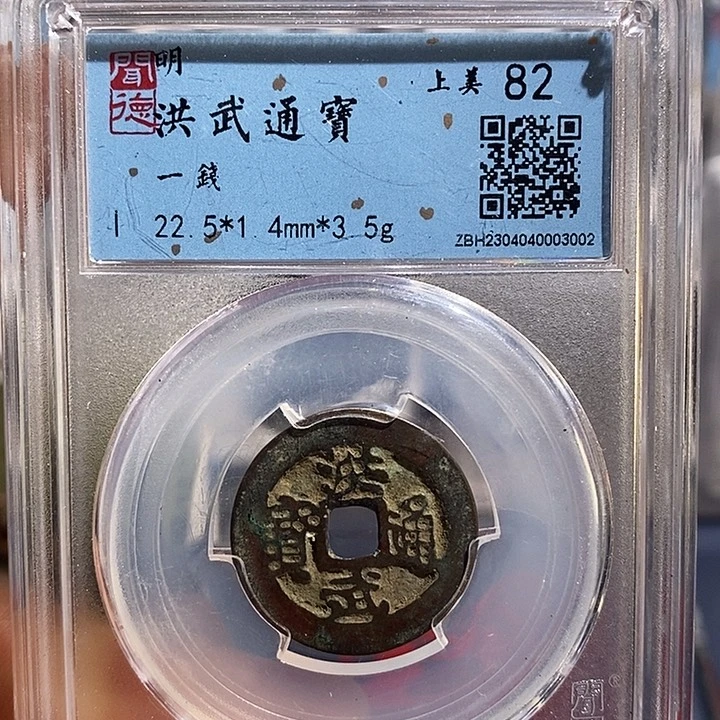 聞德
明
上美 82
洪武通寶
一錢
22.5*1.4mm*3.5g
ZBH2304040003002
洪武通寶
聞